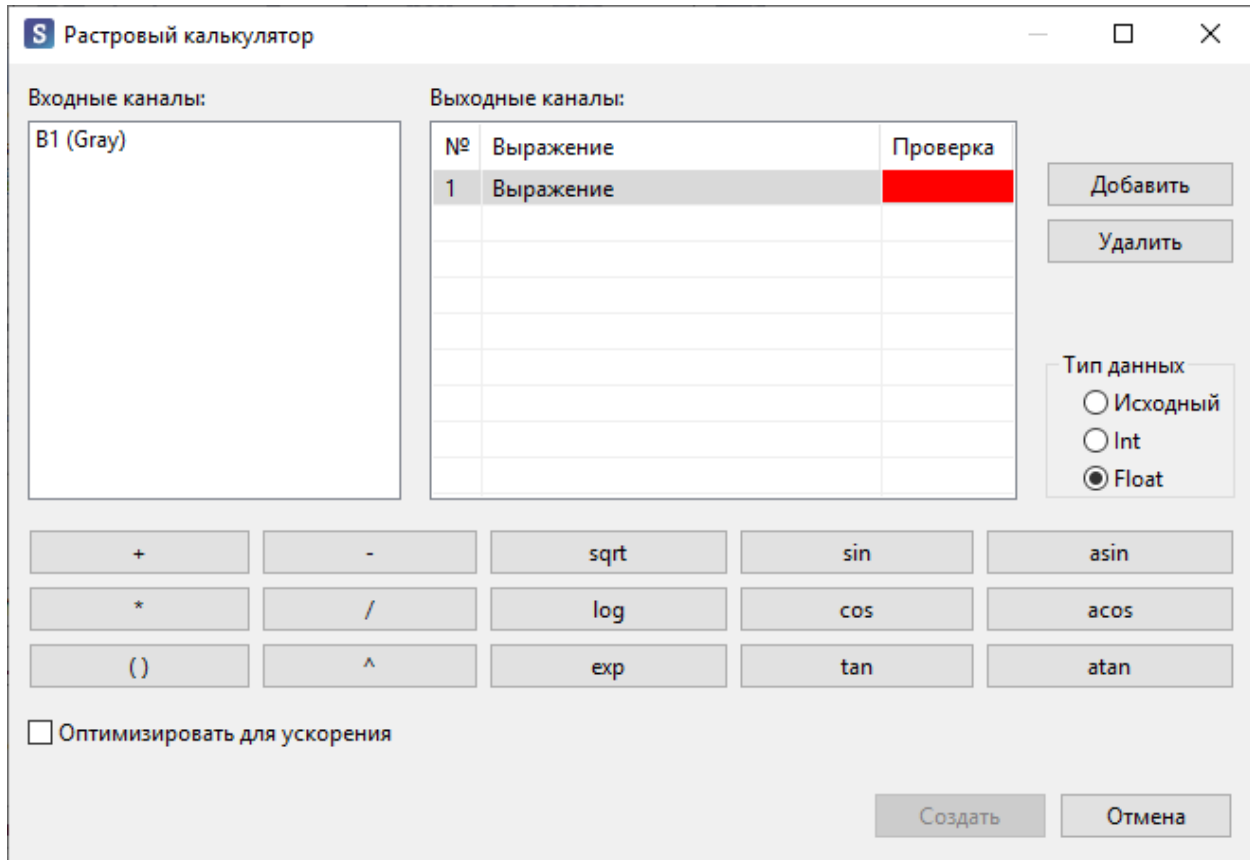 S Растровый калькулятор
Входные каналы:
Выходные каналы:
B1 (Gray)
№ Выражение Проверка
1 Выражение
Добавить
Удалить
Тип данных
Исходный
Int
Float
+ - sqrt sin asin
* / log cos acos
( ) ^ exp tan atan
Оптимизировать для ускорения
Создать Отмена